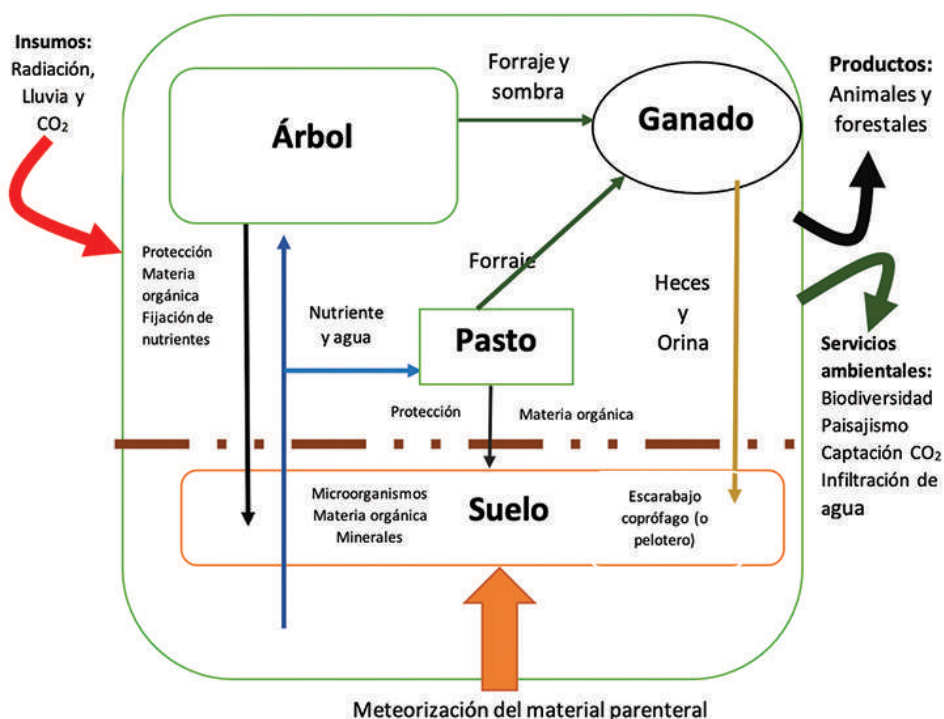 Insumos:
Radiación,
Lluvia y
CO₂
Árbol
Forraje y
sombra
Ganado
Productos:
Animales y
forestales
Protección
Materia
orgánica
Fijación de
nutrientes
Nutriente
y agua
Forraje
Pasto
Heces
y
Orina
Servicios
ambientales:
Biodiversidad
Paisajismo
Captación CO₂
Infiltración de
agua
Protección
Materia orgánica
Microorganismos
Materia orgánica
Minerales
Suelo
Escarabajo
coprófago (o
pelotero)
Meteorización del material parenteral